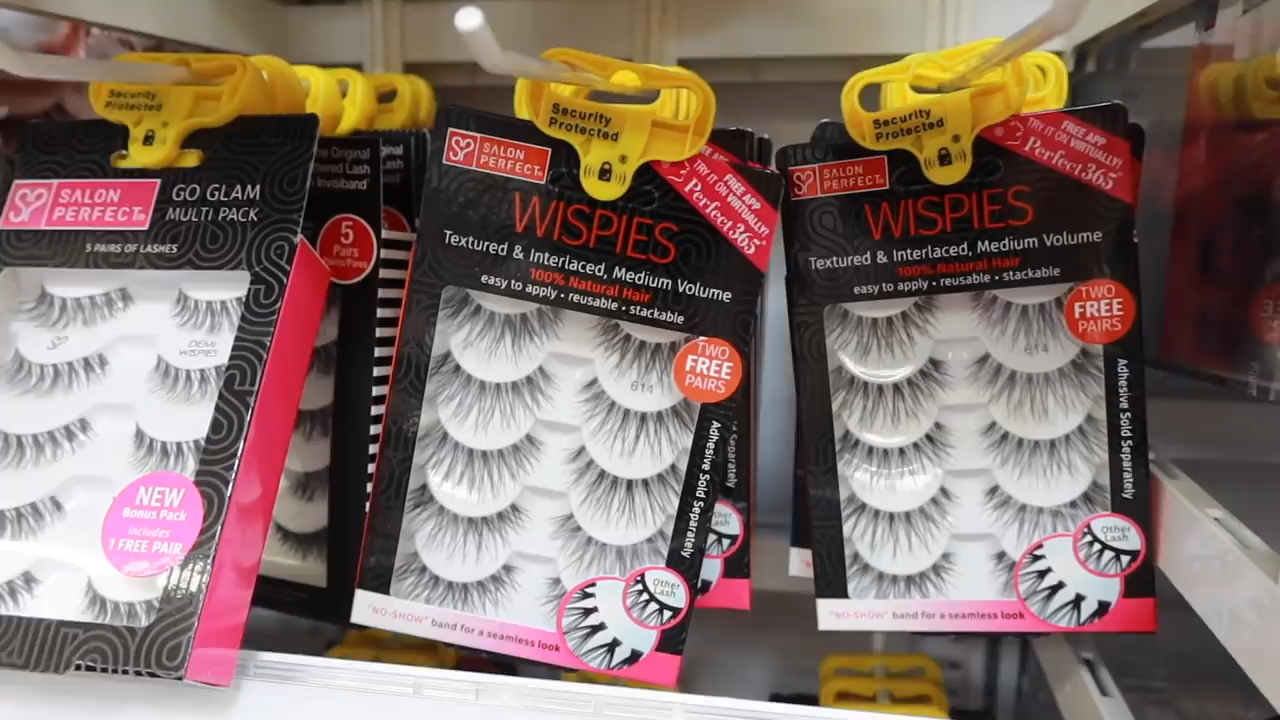 Security
Protected
SP SALON
PERFECT®
GO GLAM
MULTI PACK
5 PAIRS OF LASHES
DEMI
WISPIES
NEW
Bonus Pack
includes
1 FREE PAIR
Original
Lash
Invisiband
5
Pairs
Security
Protected
SP SALON
PERFECT®
FREE APP
TRY IT ON VIRTUALLY!
Perfect365
WISPIES
Textured & Interlaced, Medium Volume
100% Natural Hair
easy to apply • reusable • stackable
TWO
FREE
PAIRS
614
Adhesive Sold Separately
Separately
Other
Lash
"NO-SHOW" band for a seamless look
Security
Protected
SP SALON
PERFECT®
FREE APP
TRY IT ON VIRTUALLY!
Perfect365
WISPIES
Textured & Interlaced, Medium Volume
100% Natural Hair
easy to apply • reusable • stackable
TWO
FREE
PAIRS
614
Adhesive Sold Separately
Other
Lash
"NO-SHOW" band for a seamless look